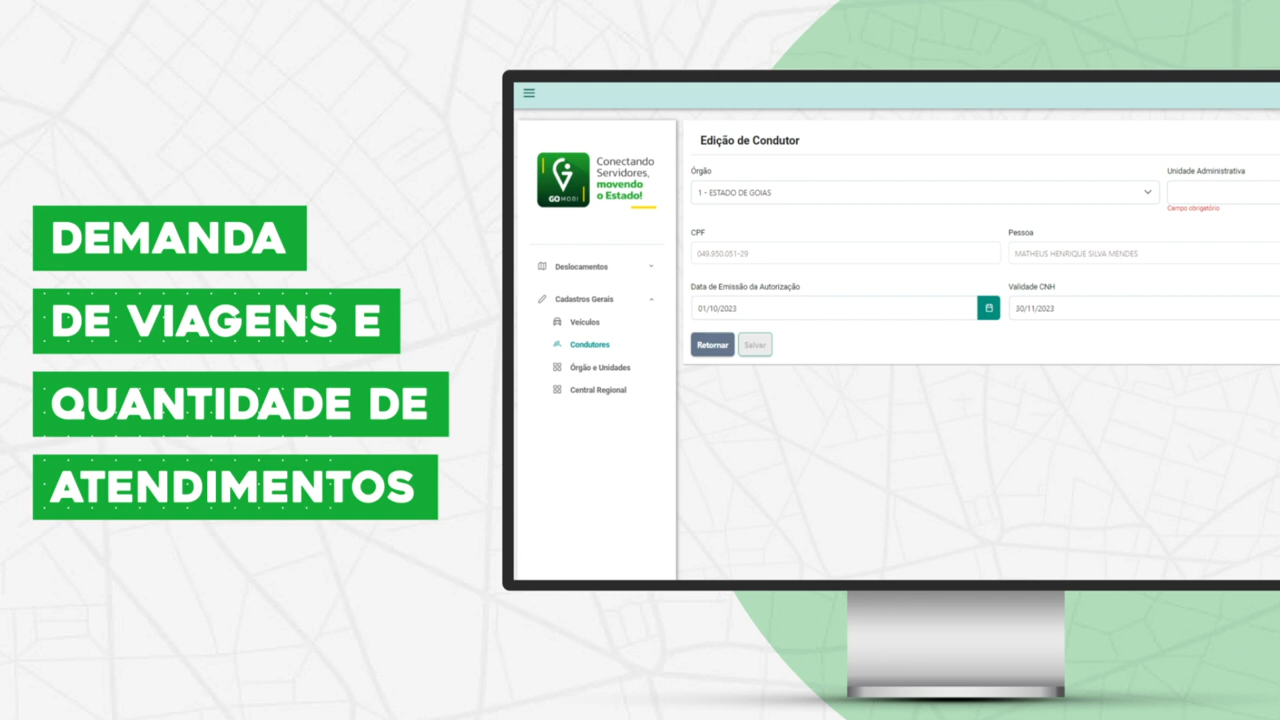 DEMANDA
DE VIAGENS E
QUANTIDADE DE
ATENDIMENTOS
Conectando
Servidores,
movendo
o Estado!
GOMOBI
Deslocamentos
Cadastros Gerais
Veículos
Condutores
Órgão e Unidades
Central Regional
Edição de Condutor
Órgão
Unidade Administrativa
1 - ESTADO DE GOIAS
Campo obrigatório
CPF
Pessoa
049.950.051-29
MATHEUS HENRIQUE SILVA MENDES
Data de Emissão da Autorização
Validade CNH
01/10/2023
30/11/2023
Retornar
Salvar